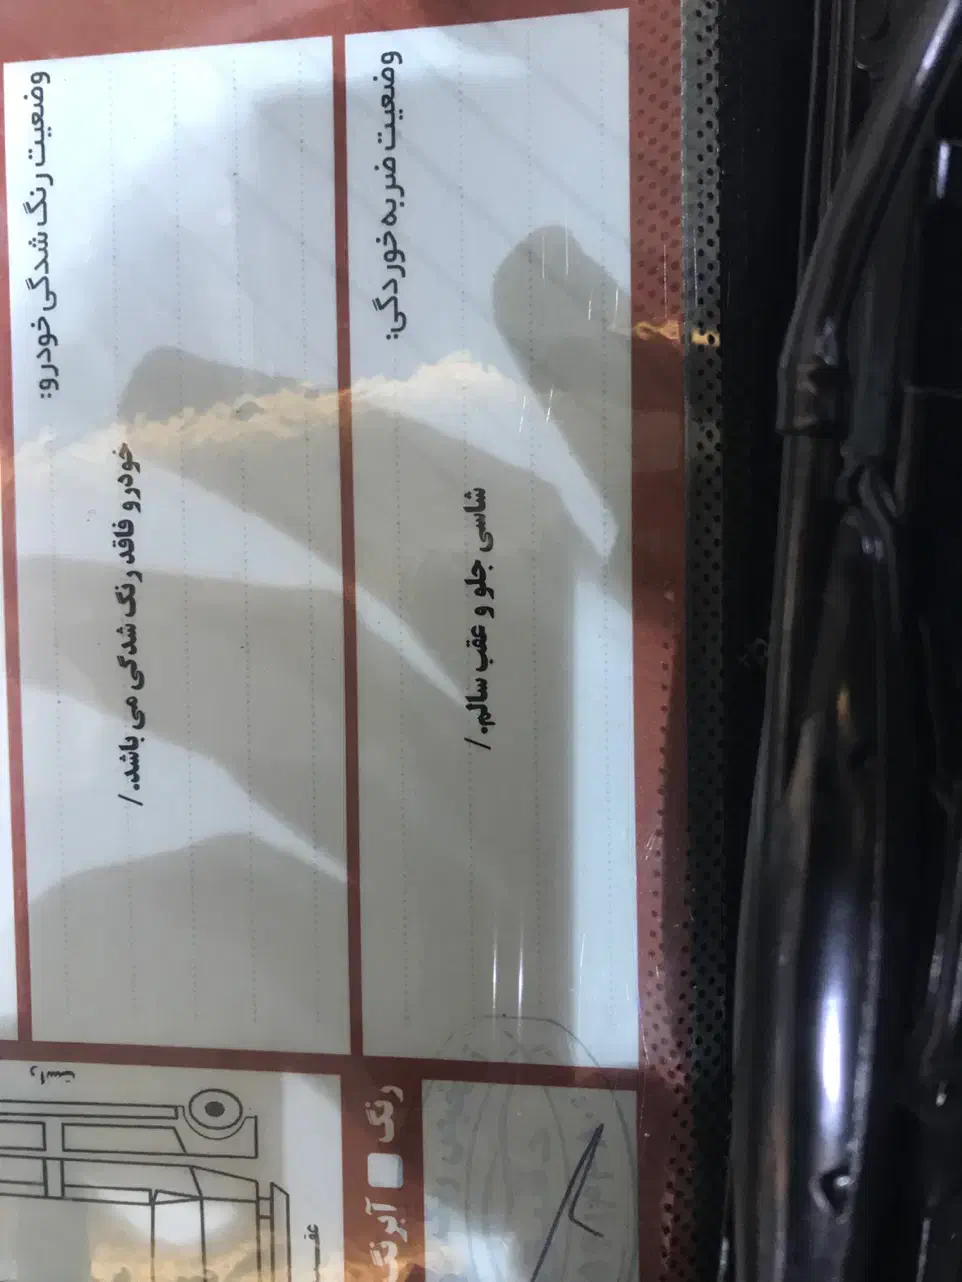 وضعیت ضربه خوردگی:
شاسی جلو و عقب سالم. /
وضعیت رنگ شدگی خودرو:
خودرو فاقد رنگ شدگی می باشد. /
رنگ
آبرنگ
راست